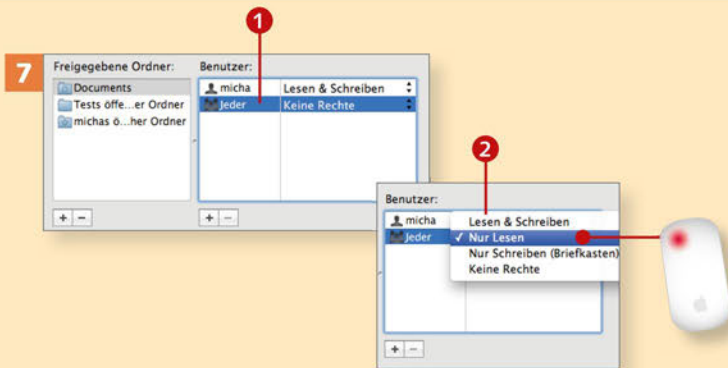 1
7
Freigegebene Ordner: Benutzer:
Documents micha Lesen & Schreiben
Tests öffe...er Ordner Jeder Keine Rechte
michas ö...her Ordner
+ − + −
2
Benutzer:
micha Lesen & Schreiben
Jeder ✓ Nur Lesen
Nur Schreiben (Briefkasten)
Keine Rechte
+ −